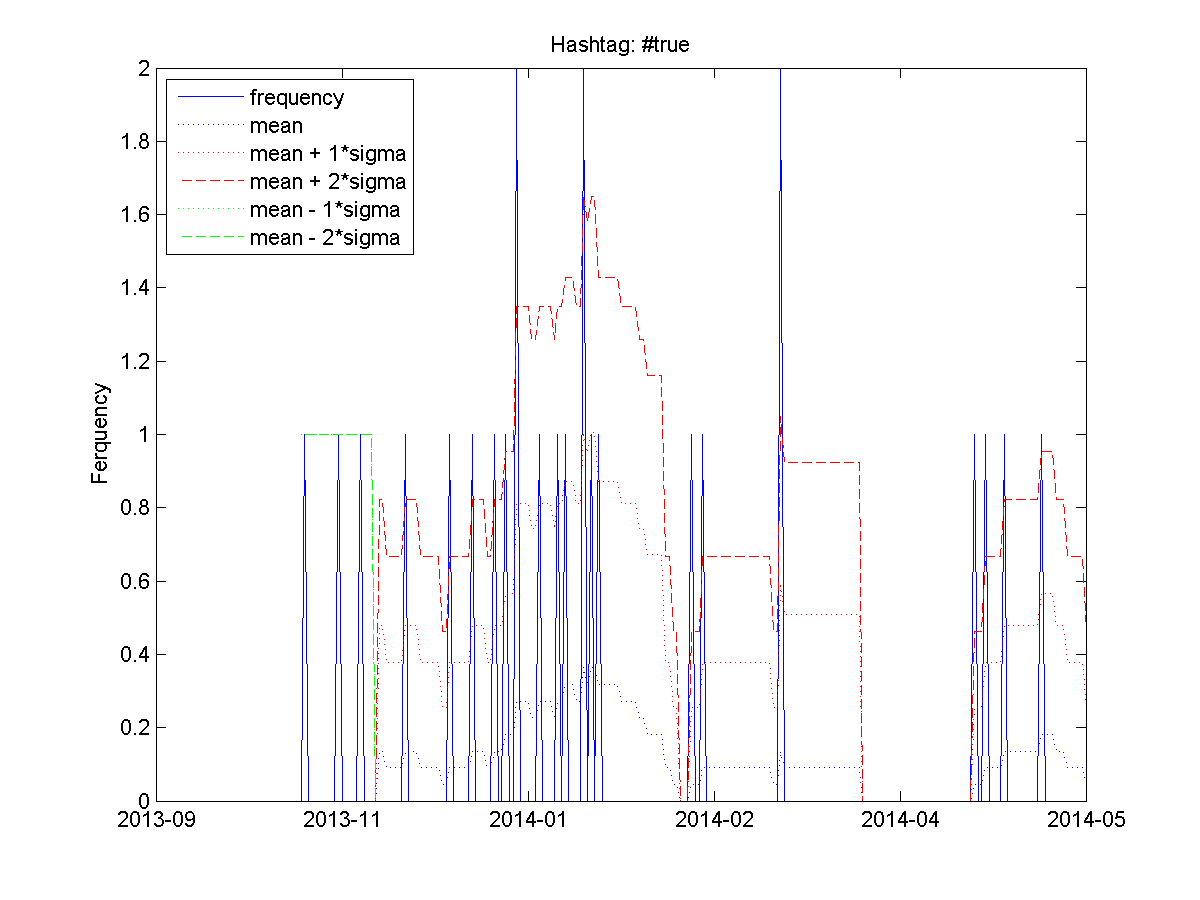 Hashtag: #true
2
1.8
1.6
1.4
1.2
1
0.8
0.6
0.4
0.2
0
Ferquency
frequency
mean
mean + 1*sigma
mean + 2*sigma
mean - 1*sigma
mean - 2*sigma
2013-09 2013-11 2014-01 2014-02 2014-04 2014-05